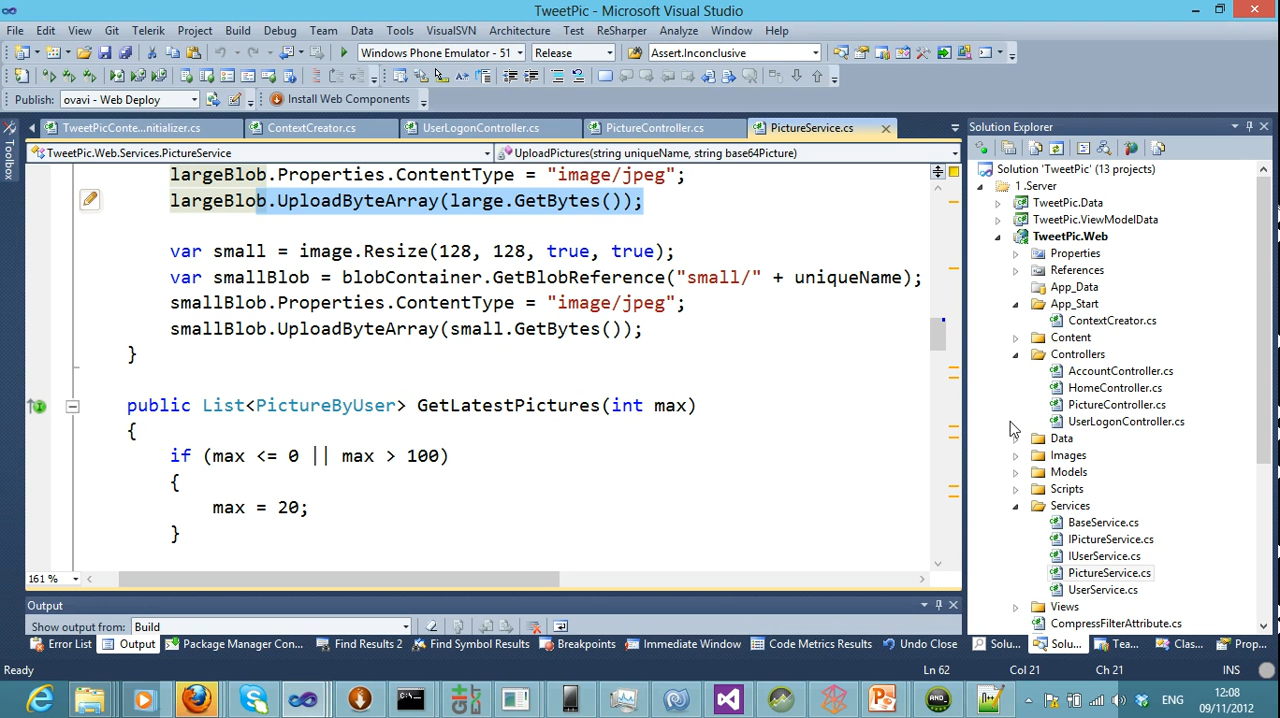 TweetPic - Microsoft Visual Studio
File Edit View Git Telerik Project Build Debug Team Data Tools VisualSVN Architecture Test ReSharper Analyze Window Help
Windows Phone Emulator - 51 Release Assert.Inconclusive
Publish: ovavi - Web Deploy Install Web Components
TweetPicConte...nitializer.cs ContextCreator.cs UserLogonController.cs PictureController.cs PictureService.cs
TweetPic.Web.Services.PictureService UploadPictures(string uniqueName, string base64Picture)
largeBlob.Properties.ContentType = "image/jpeg";
largeBlob.UploadByteArray(large.GetBytes());
var small = image.Resize(128, 128, true, true);
var smallBlob = blobContainer.GetBlobReference("small/" + uniqueName);
smallBlob.Properties.ContentType = "image/jpeg";
smallBlob.UploadByteArray(small.GetBytes());
}
public List<PictureByUser> GetLatestPictures(int max)
{
if (max <= 0 || max > 100)
{
max = 20;
}
161 %
Output
Show output from: Build
Error List Output Package Manager Con... Find Results 2 Find Symbol Results Breakpoints Immediate Window Code Metrics Results Undo Close
Toolbox
Solution Explorer
Solution 'TweetPic' (13 projects)
1 .Server
TweetPic.Data
TweetPic.ViewModelData
TweetPic.Web
Properties
References
App_Data
App_Start
ContextCreator.cs
Content
Controllers
AccountController.cs
HomeController.cs
PictureController.cs
UserLogonController.cs
Data
Images
Models
Scripts
Services
BaseService.cs
IPictureService.cs
IUserService.cs
PictureService.cs
UserService.cs
Views
CompressFilterAttribute.cs
Solu... Solu... Tea... Clas... Prop...
Ready Ln 62 Col 21 Ch 21 INS
ENG
12:08
09/11/2012